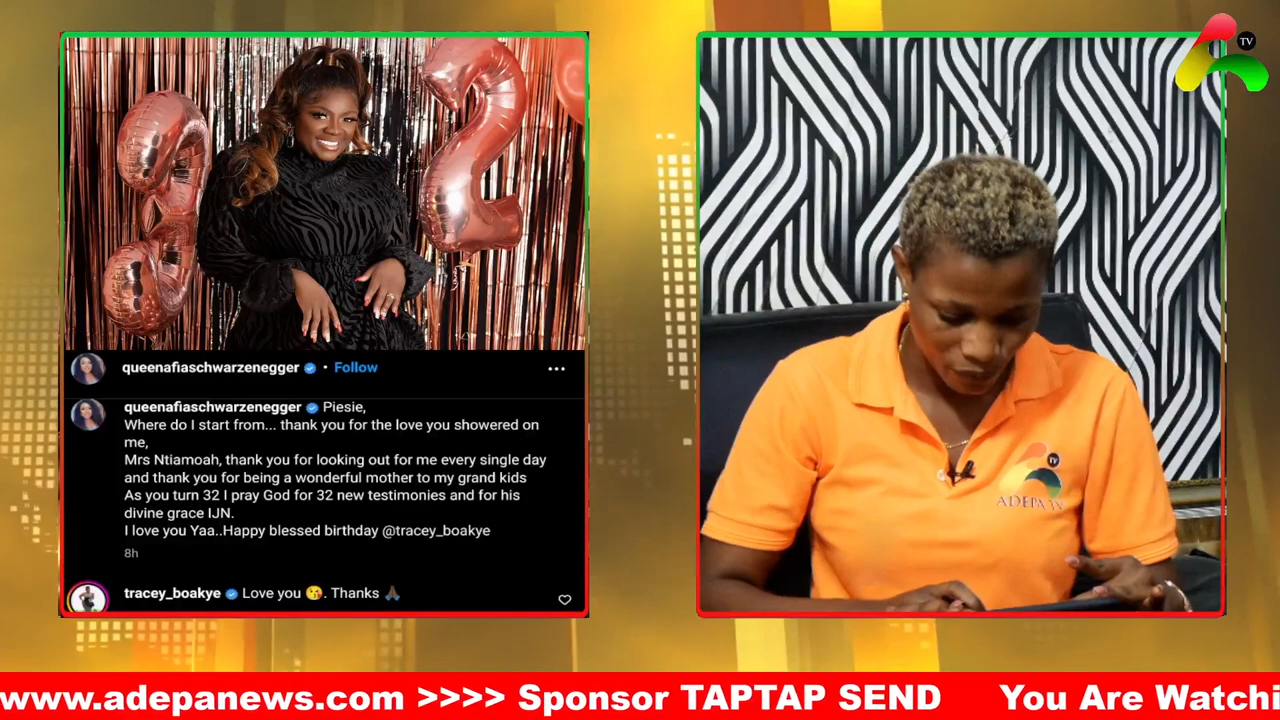 TV
32
queenafiaschwarzenegger • Follow
queenafiaschwarzenegger Piesie,
Where do I start from... thank you for the love you showered on
me,
Mrs Ntiamoah, thank you for looking out for me every single day
and thank you for being a wonderful mother to my grand kids
As you turn 32 I pray God for 32 new testimonies and for his
divine grace IJN.
I love you Yaa..Happy blessed birthday @tracey_boakye
8h
tracey_boakye Love you 😘. Thanks 🙏🏿
TV
ADEPA TV
www.adepanews.com >>>> Sponsor TAPTAP SEND You Are Watchi